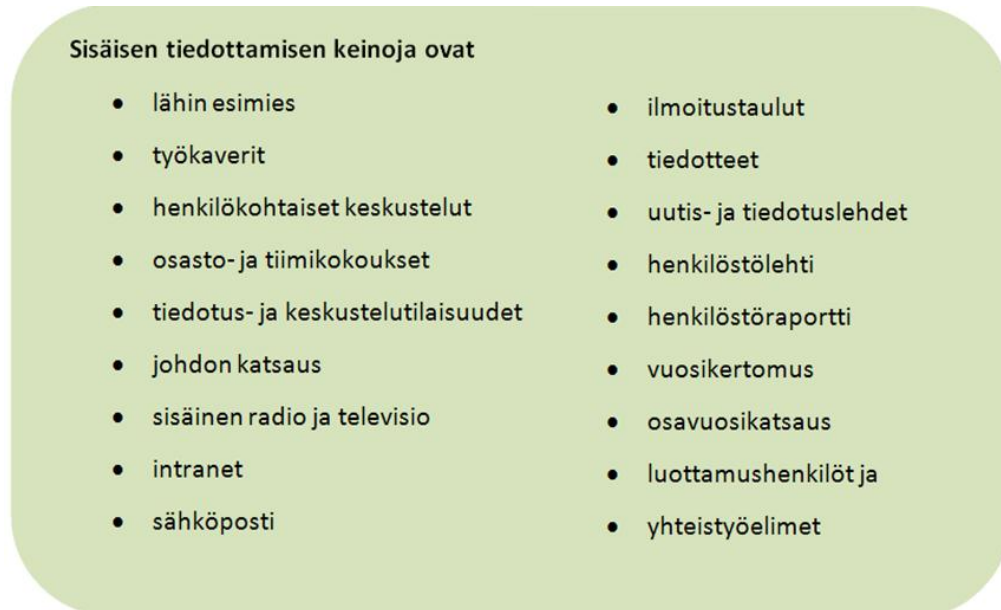 Sisäisen tiedottamisen keinoja ovat
• lähin esimies
• työkaverit
• henkilökohtaiset keskustelut
• osasto- ja tiimikokoukset
• tiedotus- ja keskustelutilaisuudet
• johdon katsaus
• sisäinen radio ja televisio
• intranet
• sähköposti
• ilmoitustaulut
• tiedotteet
• uutis- ja tiedotuslehdet
• henkilöstölehti
• henkilöstöraportti
• vuosikertomus
• osavuosikatsaus
• luottamushenkilöt ja
• yhteistyöelimet